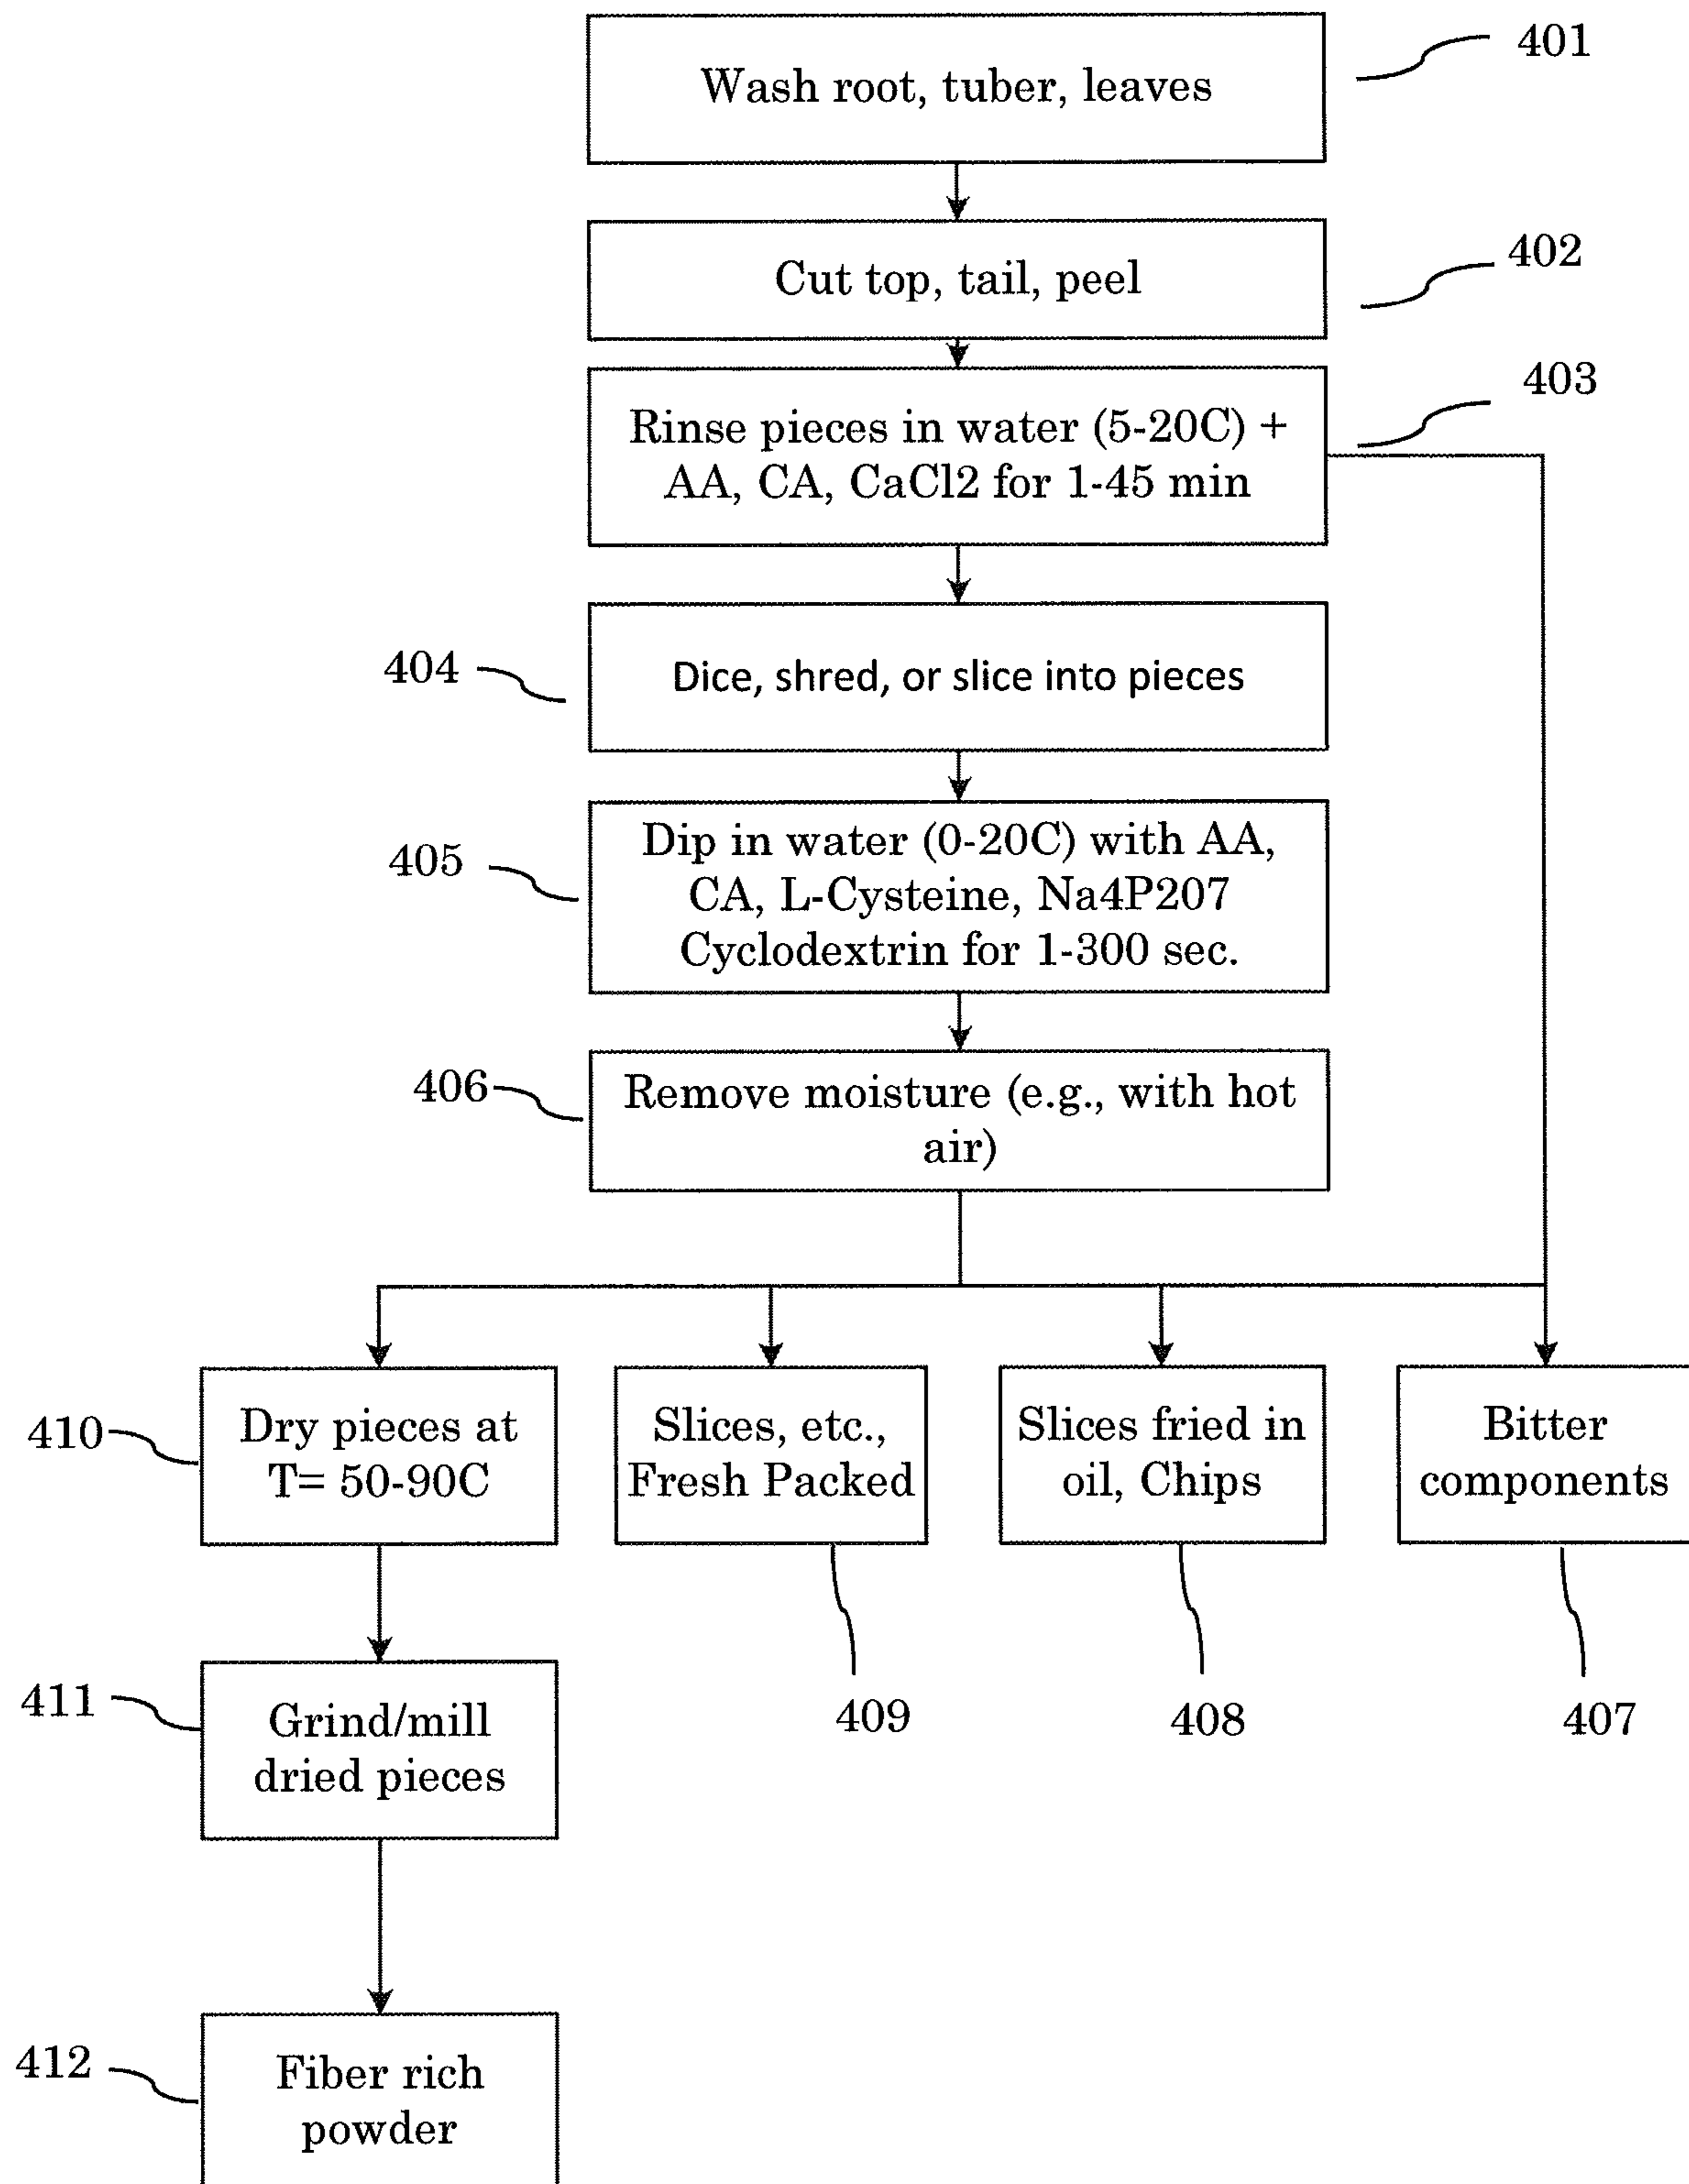 Wash root, tuber, leaves
401
Cut top, tail, peel
402
Rinse pieces in water (5-20C) +
AA, CA, CaCl2 for 1-45 min
403
404
Dice, shred, or slice into pieces
405
Dip in water (0-20C) with AA,
CA, L-Cysteine, Na4P207
Cyclodextrin for 1-300 sec.
406
Remove moisture (e.g., with hot
air)
410
Dry pieces at
T= 50-90C
Slices, etc.,
Fresh Packed
Slices fried in
oil, Chips
Bitter
components
409
408
407
411
Grind/mill
dried pieces
412
Fiber rich
powder